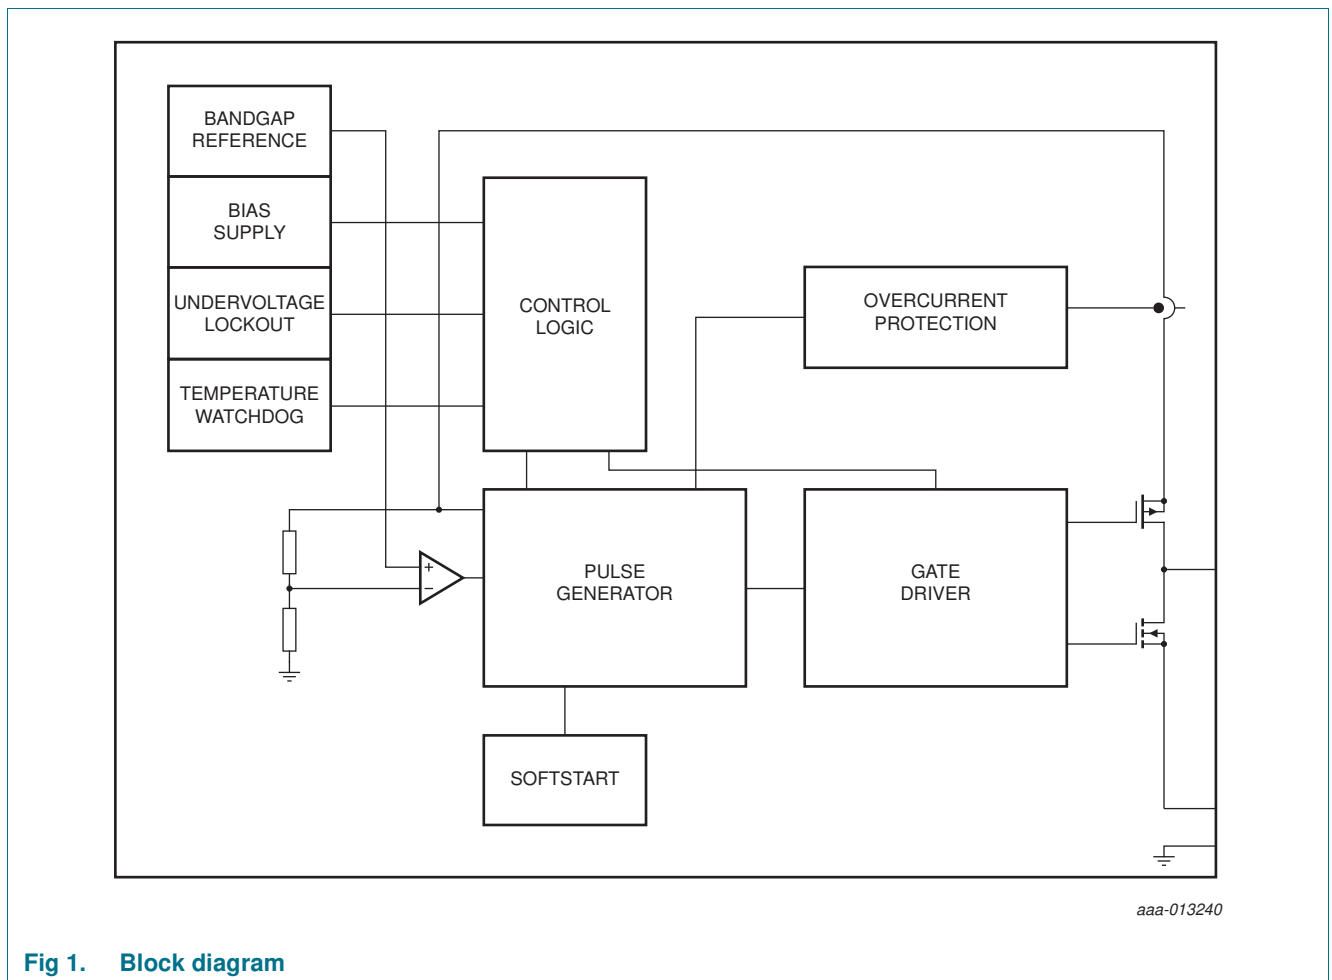 BANDGAP
REFERENCE
BIAS
SUPPLY
UNDERVOLTAGE
LOCKOUT
TEMPERATURE
WATCHDOG
CONTROL
LOGIC
OVERCURRENT
PROTECTION
+
−
PULSE
GENERATOR
GATE
DRIVER
SOFTSTART
aaa-013240
Fig 1. Block diagram